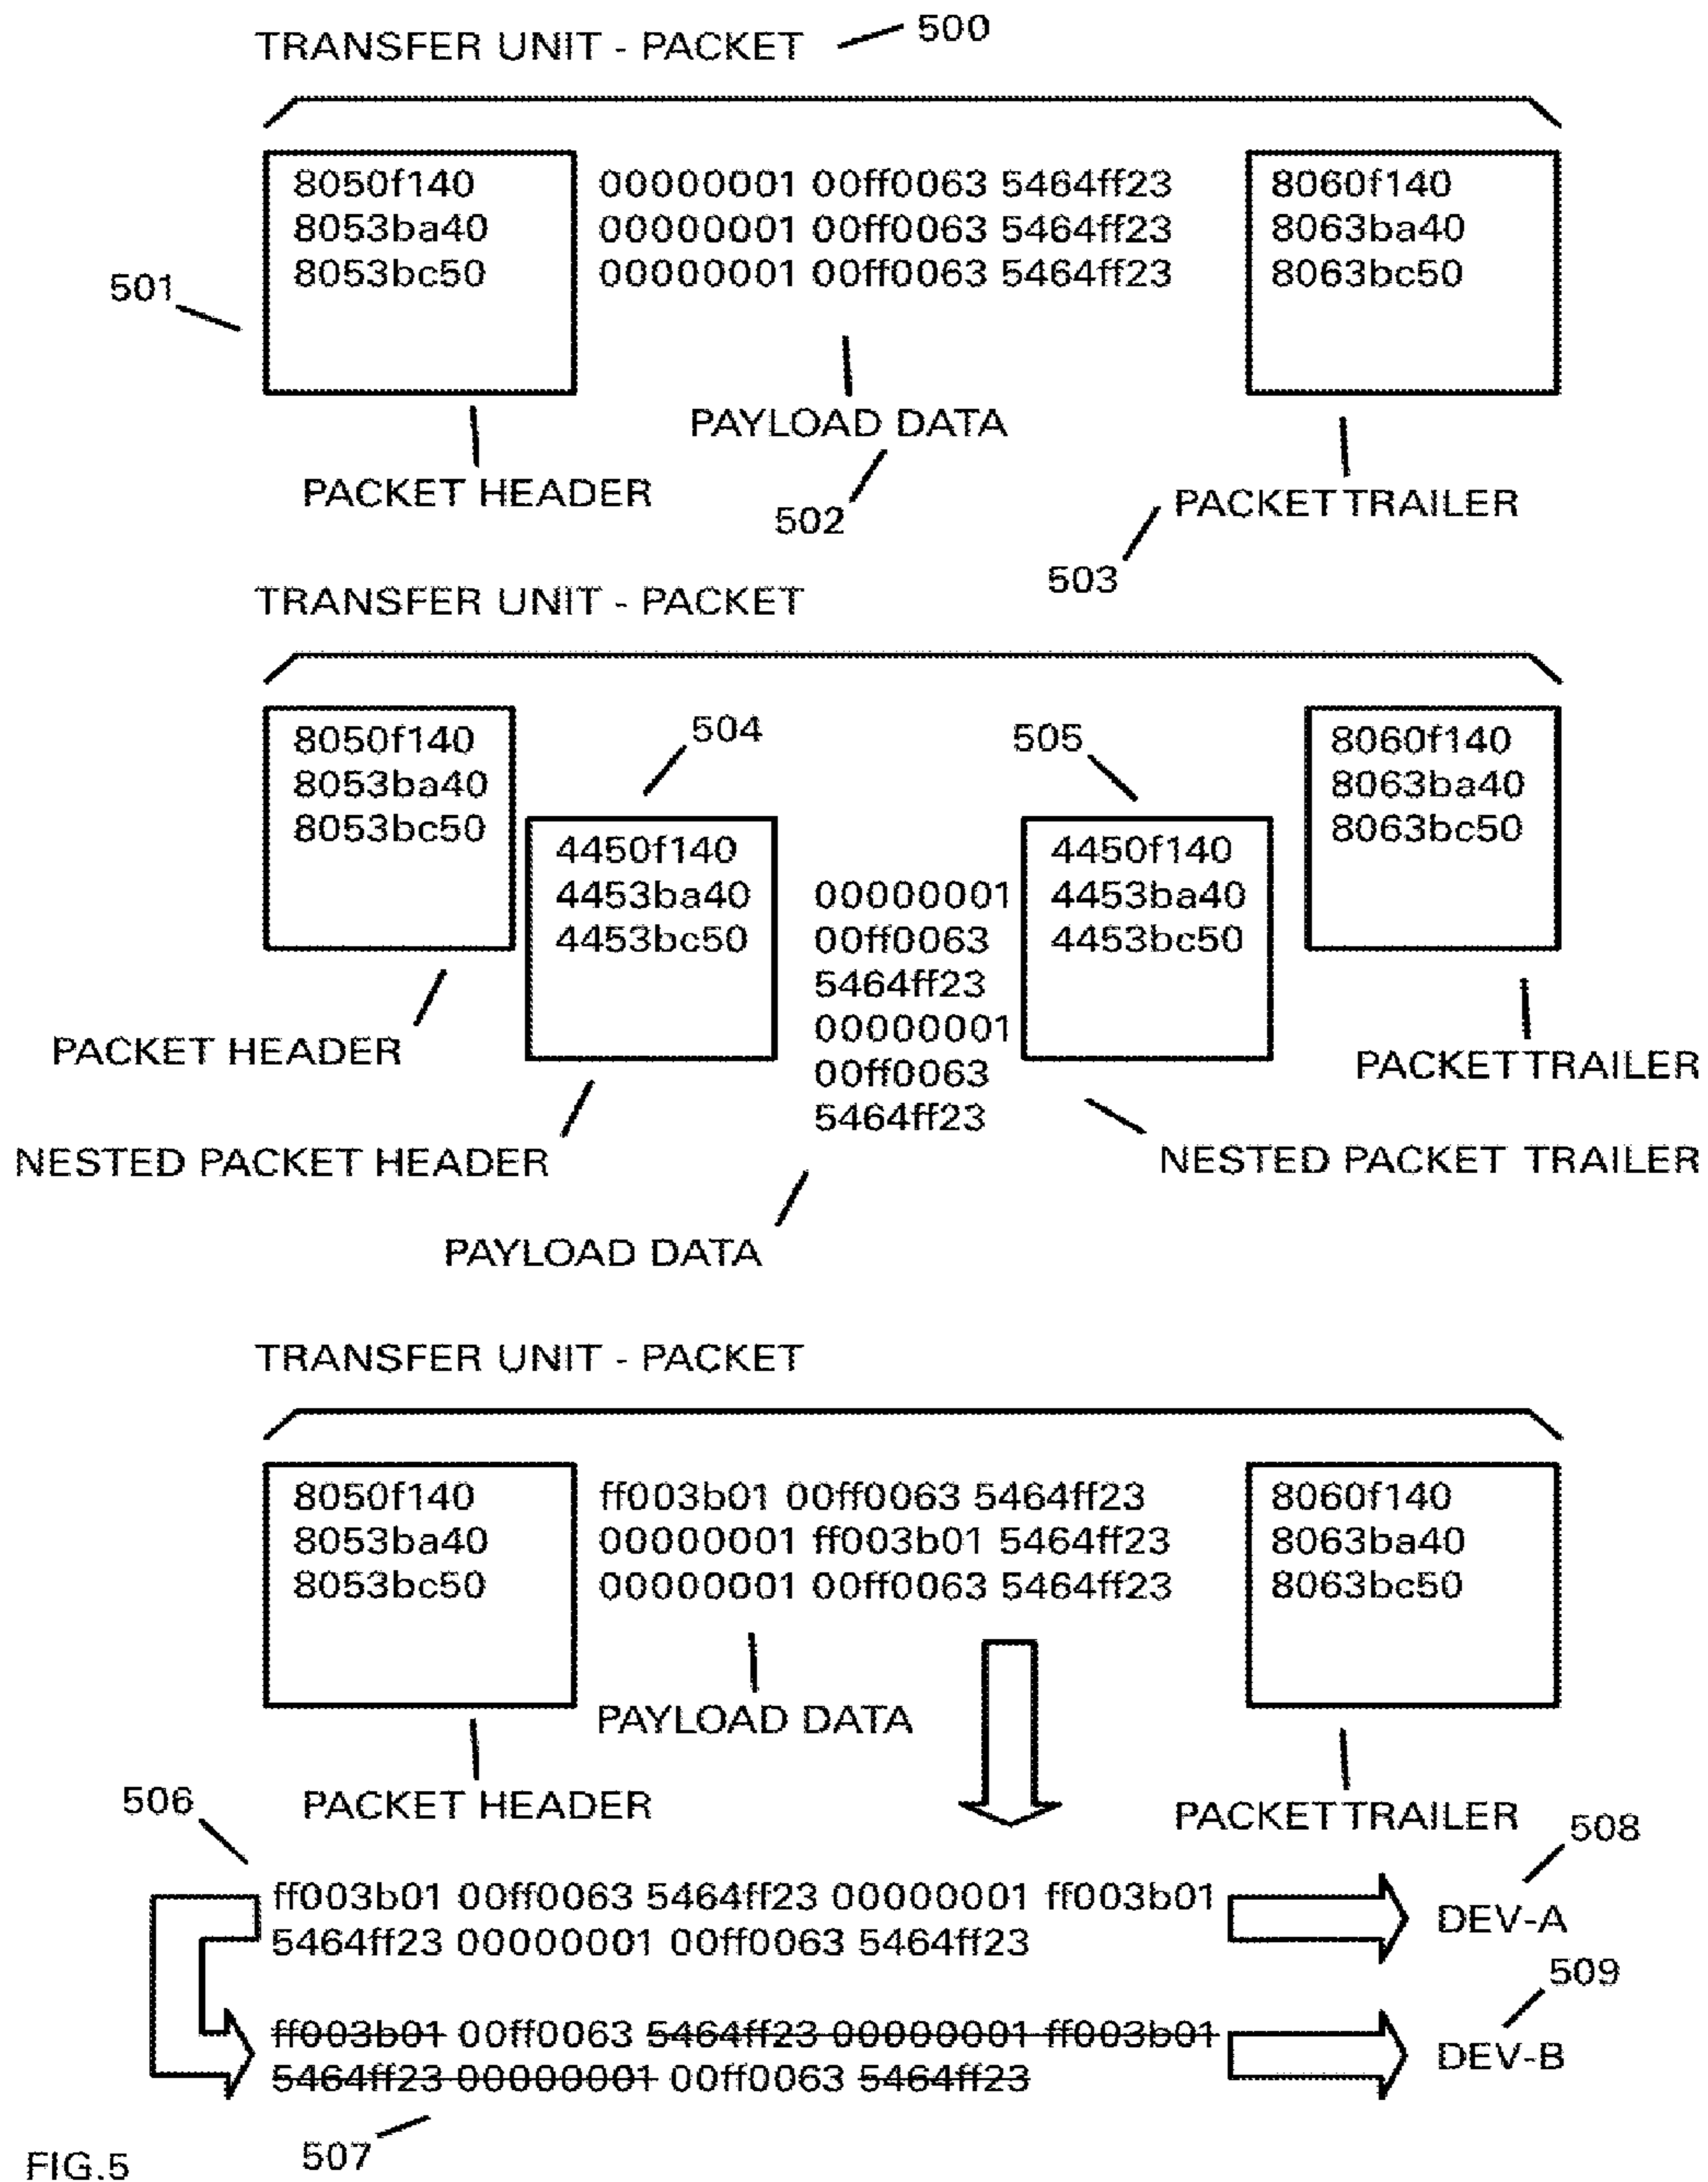 TRANSFER UNIT - PACKET 500
8050f140 00000001 00ff0063 5464ff23 8060f140
8053ba40 00000001 00ff0063 5464ff23 8063ba40
8053bc50 00000001 00ff0063 5464ff23 8063bc50
501
PAYLOAD DATA
PACKET HEADER
PACKET TRAILER
502
503
TRANSFER UNIT - PACKET
504
505
8050f140
8053ba40
8053bc50
4450f140
4453ba40
4453bc50
00000001
00ff0063
5464ff23
00000001
00ff0063
5464ff23
4450f140
4453ba40
4453bc50
8060f140
8063ba40
8063bc50
PACKET HEADER
PACKET TRAILER
NESTED PACKET HEADER
NESTED PACKET TRAILER
PAYLOAD DATA
TRANSFER UNIT - PACKET
8050f140 ff003b01 00ff0063 5464ff23 8060f140
8053ba40 00000001 ff003b01 5464ff23 8063ba40
8053bc50 00000001 00ff0063 5464ff23 8063bc50
PAYLOAD DATA
PACKET HEADER
PACKET TRAILER
506
508
ff003b01 00ff0063 5464ff23 00000001 ff003b01
5464ff23 00000001 00ff0063 5464ff23
DEV-A
509
ff003b01 00ff0063 5464ff23 00000001 ff003b01
5464ff23 00000001 00ff0063 5464ff23
DEV-B
507
FIG.5